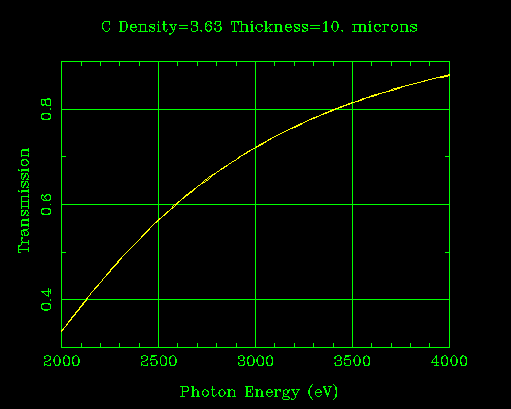 C Density=3.63 Thickness=10. microns
Transmission
0.8
0.6
0.4
2000 2500 3000 3500 4000
Photon Energy (eV)